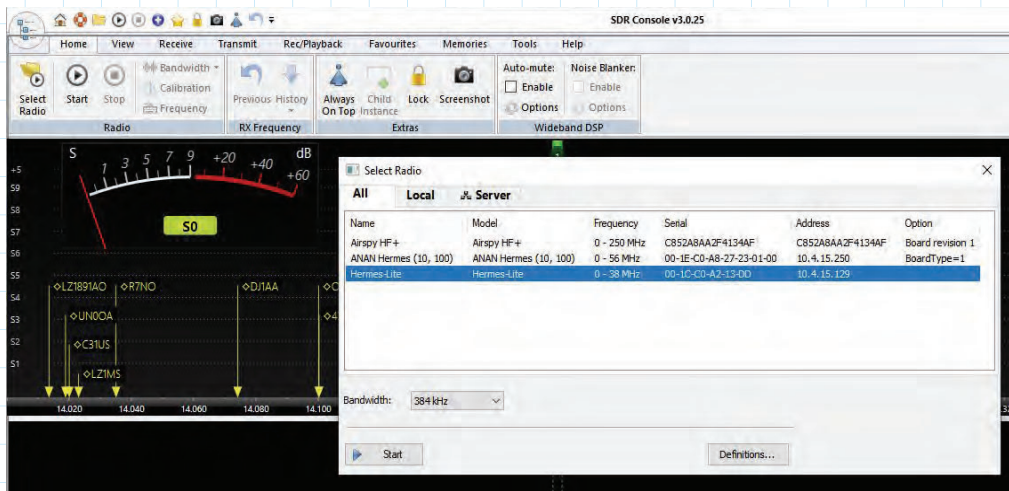 SDR Console v3.0.25
Home View Receive Transmit Rec/Playback Favourites Memories Tools Help
Select Radio
Start
Stop
Bandwidth
Calibration
Frequency
Radio
Previous
History
RX Frequency
Always On Top
Child Instance
Lock
Screenshot
Extras
Auto-mute:
Enable
Options
Noise Blanker:
Enable
Options
Wideband DSP
S dB
1 3 5 7 9 +20 +40 +60
S0
+5
S9
S8
S7
S6
S5
S4
S3
S2
S1
LZ1891AO R7NO DJ1AA
UN0OA
C31US
LZ1MS
14.020 14.040 14.060 14.080 14.100
Select Radio
All Local Server
Name Model Frequency Serial Address Option
Airspy HF+ Airspy HF+ 0 - 250 MHz C852A8AA2F4134AF C852A8AA2F4134AF Board revision 1
ANAN Hermes (10, 100) ANAN Hermes (10, 100) 0 - 56 MHz 00-1E-C0-A8-27-23-01-00 10.4.15.250 BoardType=1
Hermes-Lite Hermes-Lite 0 - 38 MHz 00-1C-C0-A2-13-DD 10.4.15.129
Bandwidth: 384 kHz
Start
Definitions...